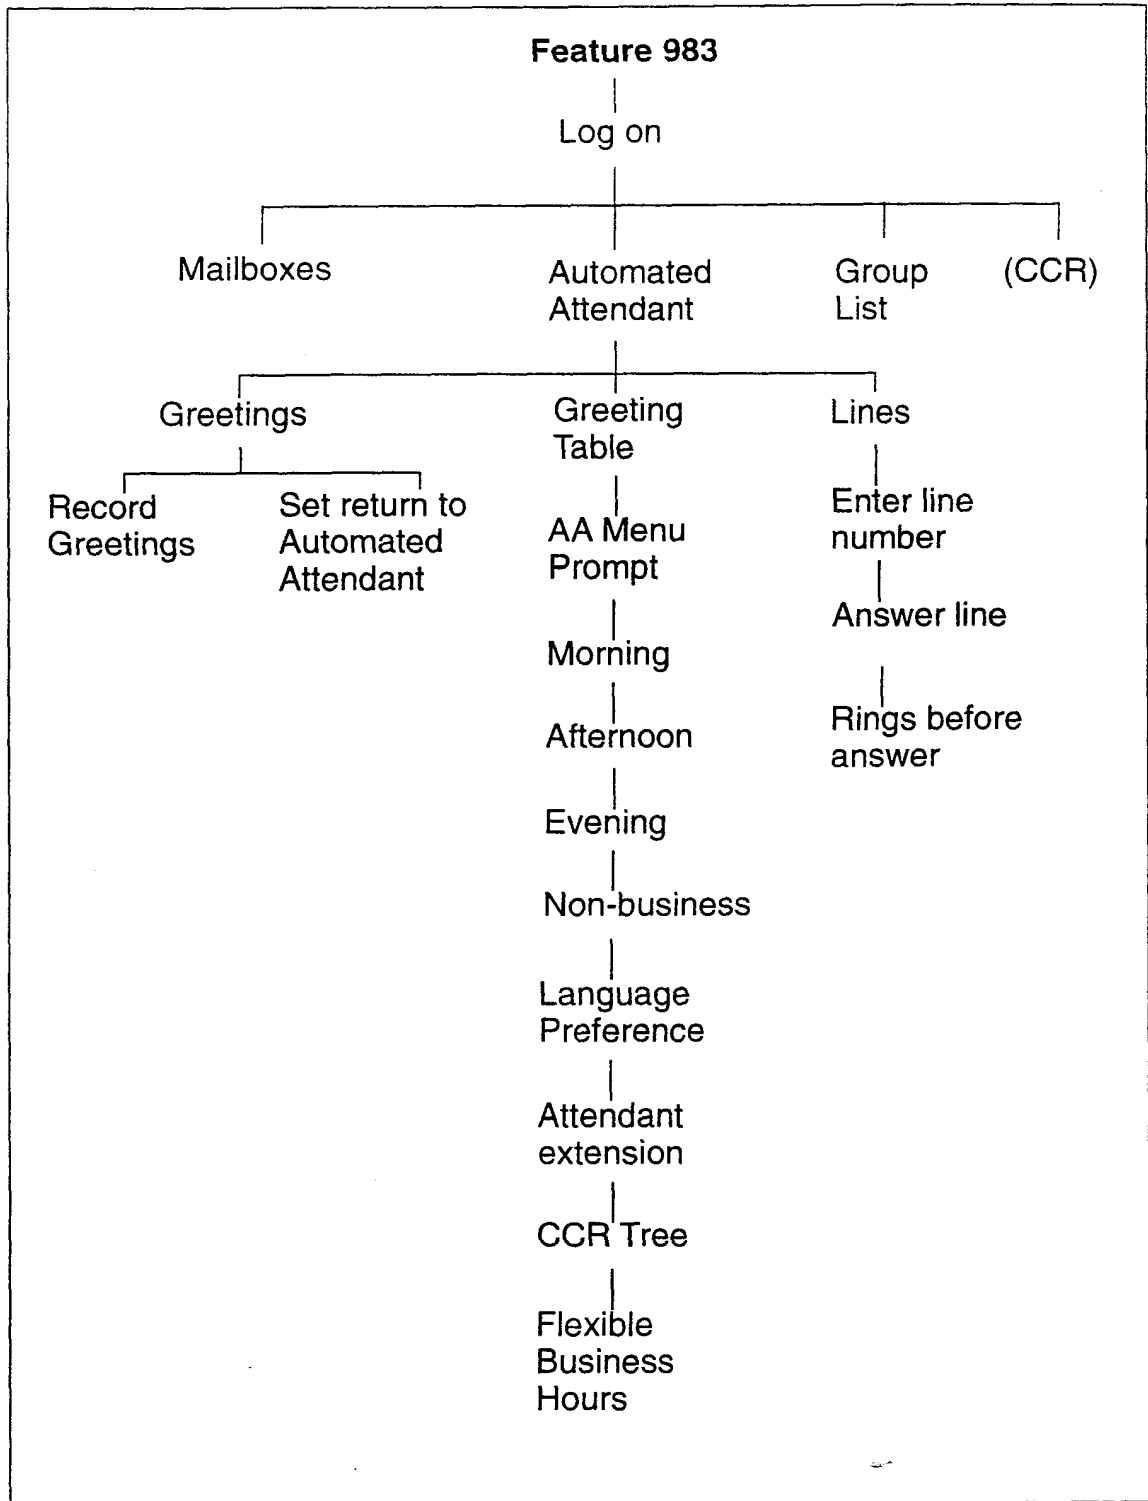 Feature 983
Log on
Mailboxes
Automated
Attendant
Group
List
(CCR)
Greetings
Greeting
Table
Lines
Record
Greetings
Set return to
Automated
Attendant
AA Menu
Prompt
Morning
Afternoon
Evening
Non-business
Language
Preference
Attendant
extension
CCR Tree
Flexible
Business
Hours
Enter line
number
Answer line
Rings before
answer